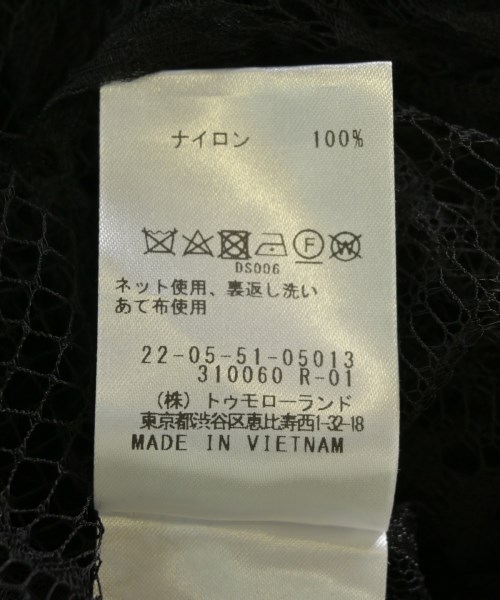 ナイロン 100%
F W
DS006
ネット使用、裏返し洗い
あて布使用
22-05-51-05013
310060 R-01
(株) トゥモローランド
東京都渋谷区恵比寿西1-32-18
MADE IN VIETNAM